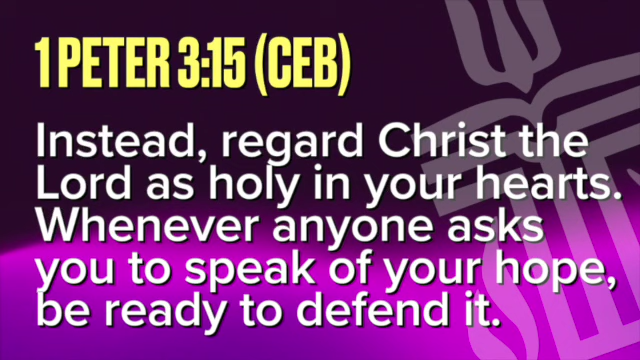 1 PETER 3:15 (CEB)
Instead, regard Christ the
Lord as holy in your hearts.
Whenever anyone asks
you to speak of your hope,
be ready to defend it.